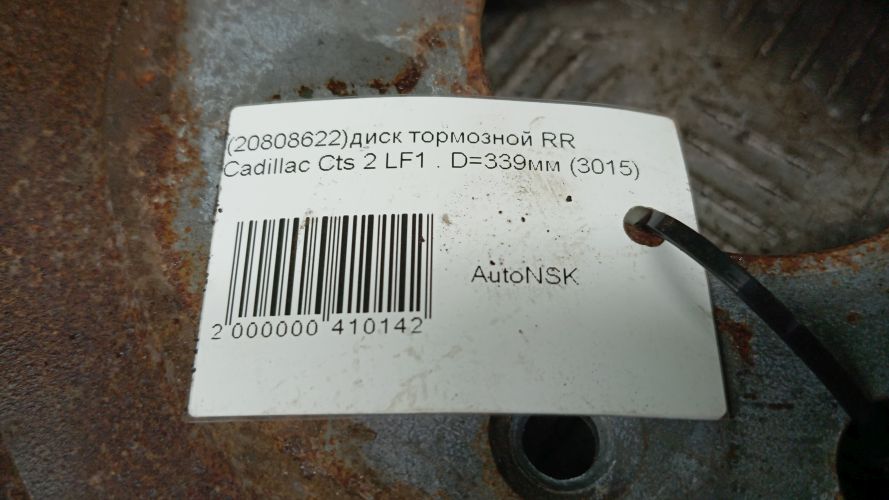 (20808622)диск тормозной RR
Cadillac Cts 2 LF1 . D=339мм (3015)
AutoNSK
2 000000 410142